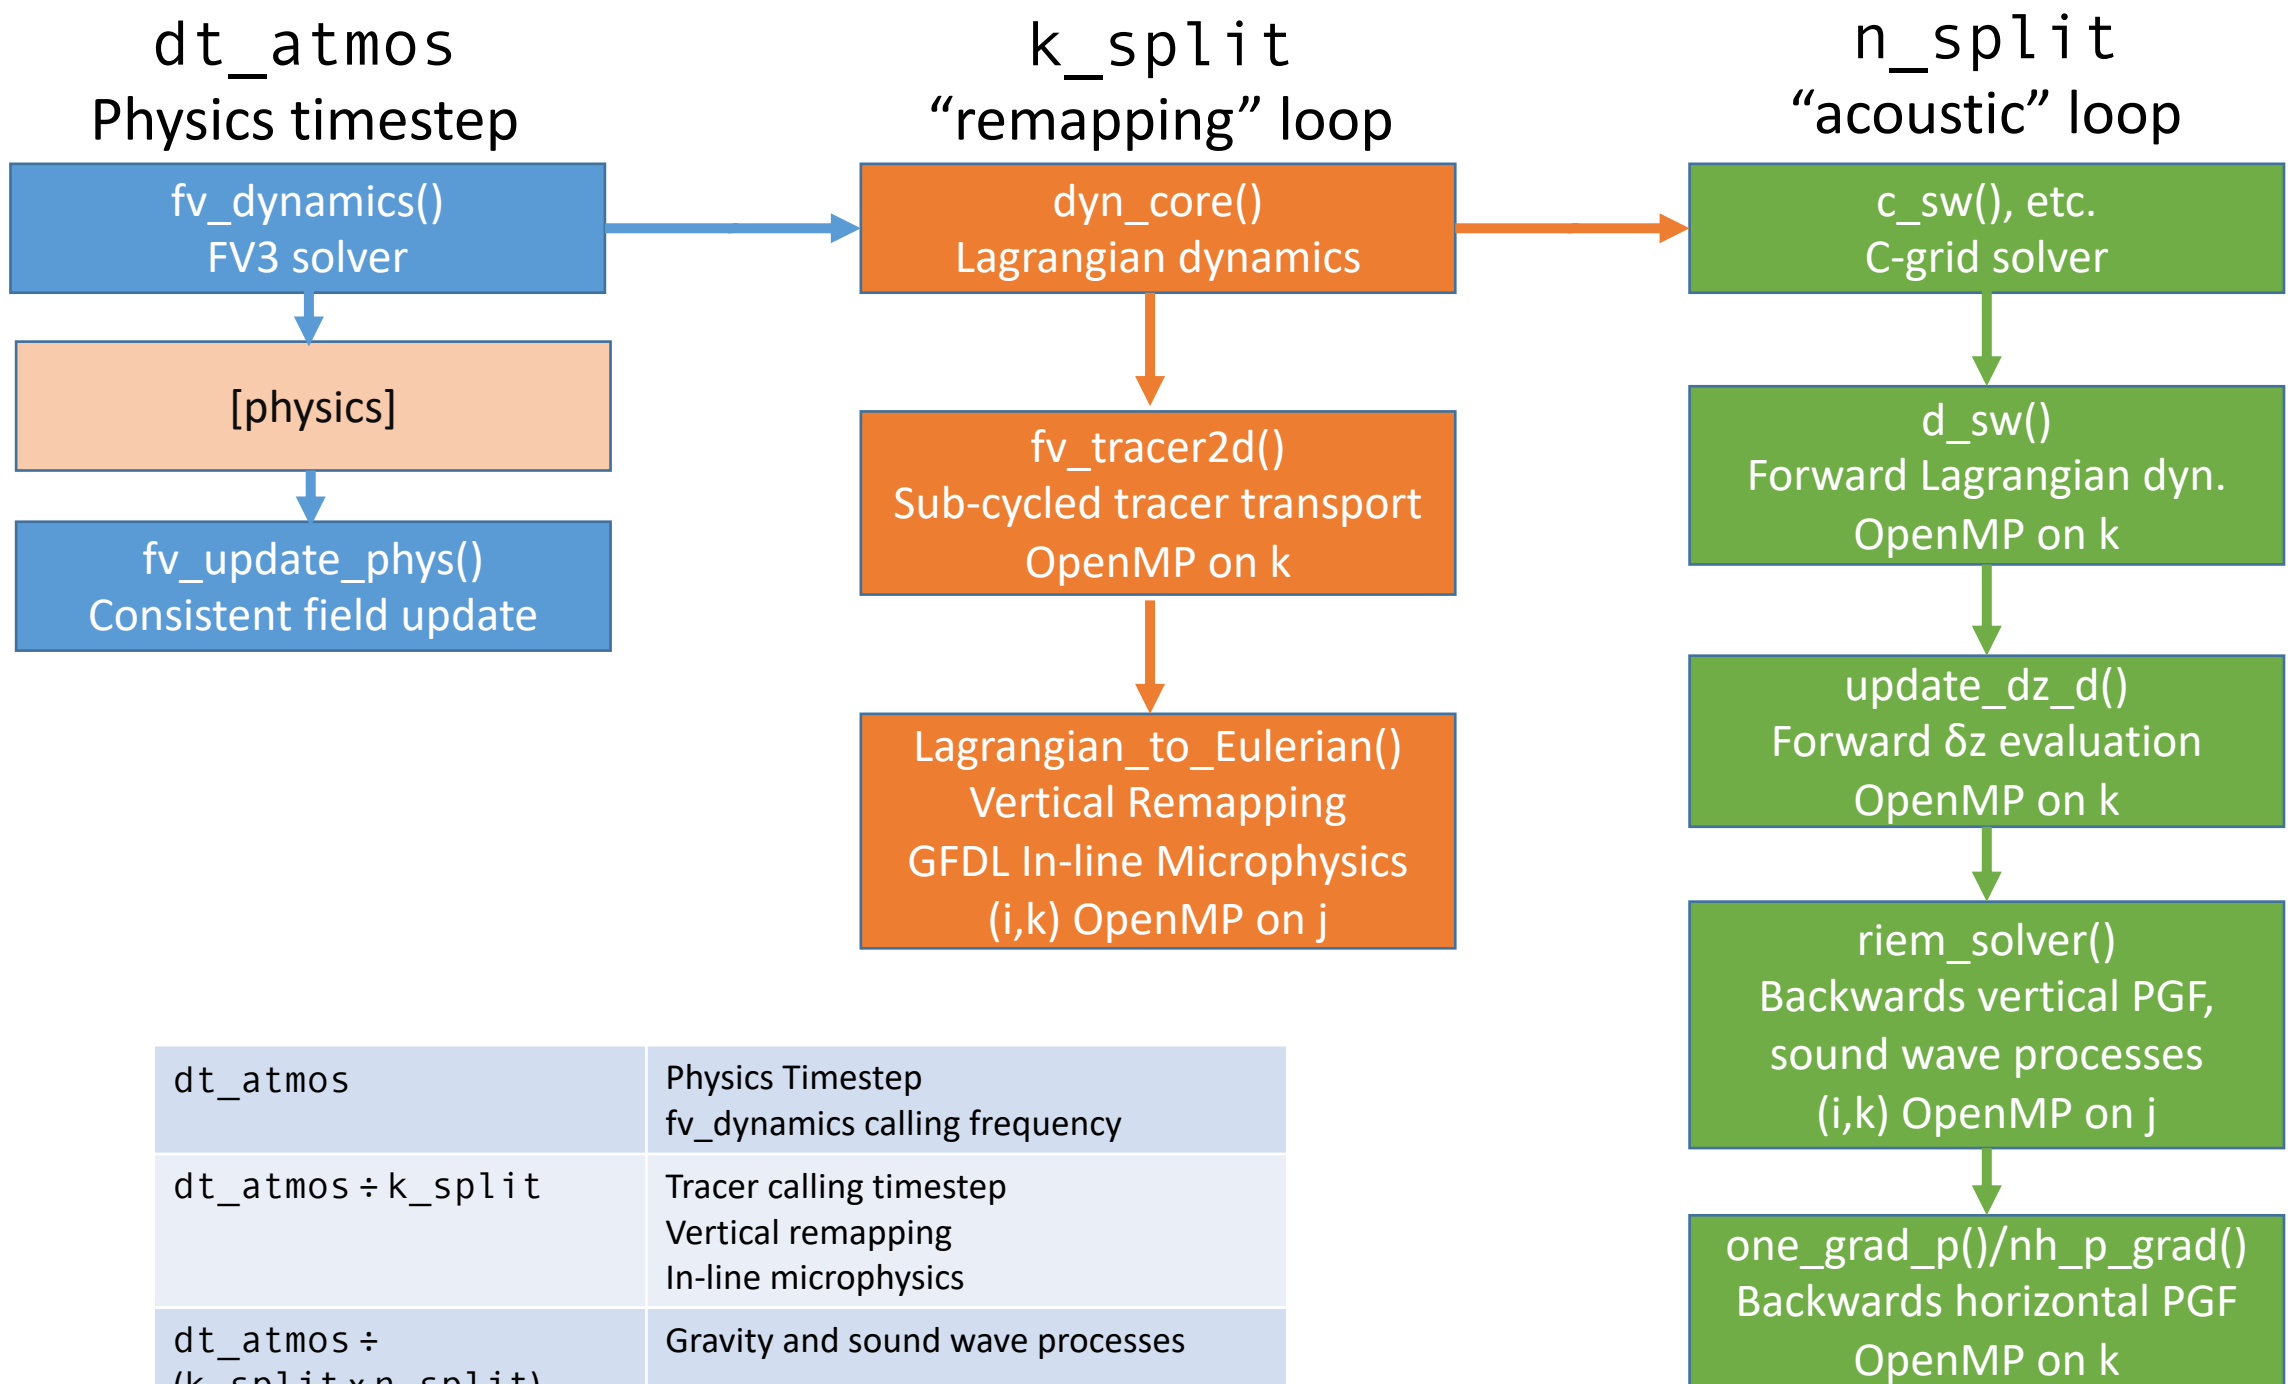 dt_atmos
Physics timestep
fv_dynamics()
FV3 solver
[physics]
fv_update_phys()
Consistent field update
k_split
“remapping” loop
dyn_core()
Lagrangian dynamics
fv_tracer2d()
Sub-cycled tracer transport
OpenMP on k
Lagrangian_to_Eulerian()
Vertical Remapping
GFDL In-line Microphysics
(i,k) OpenMP on j
n_split
“acoustic” loop
c_sw(), etc.
C-grid solver
d_sw()
Forward Lagrangian dyn.
OpenMP on k
update_dz_d()
Forward δz evaluation
OpenMP on k
riem_solver()
Backwards vertical PGF,
sound wave processes
(i,k) OpenMP on j
one_grad_p()/nh_p_grad()
Backwards horizontal PGF
OpenMP on k
dt_atmos
Physics Timestep
fv_dynamics calling frequency
dt_atmos ÷ k_split
Tracer calling timestep
Vertical remapping
In-line microphysics
dt_atmos ÷
(k_split x n_split)
Gravity and sound wave processes